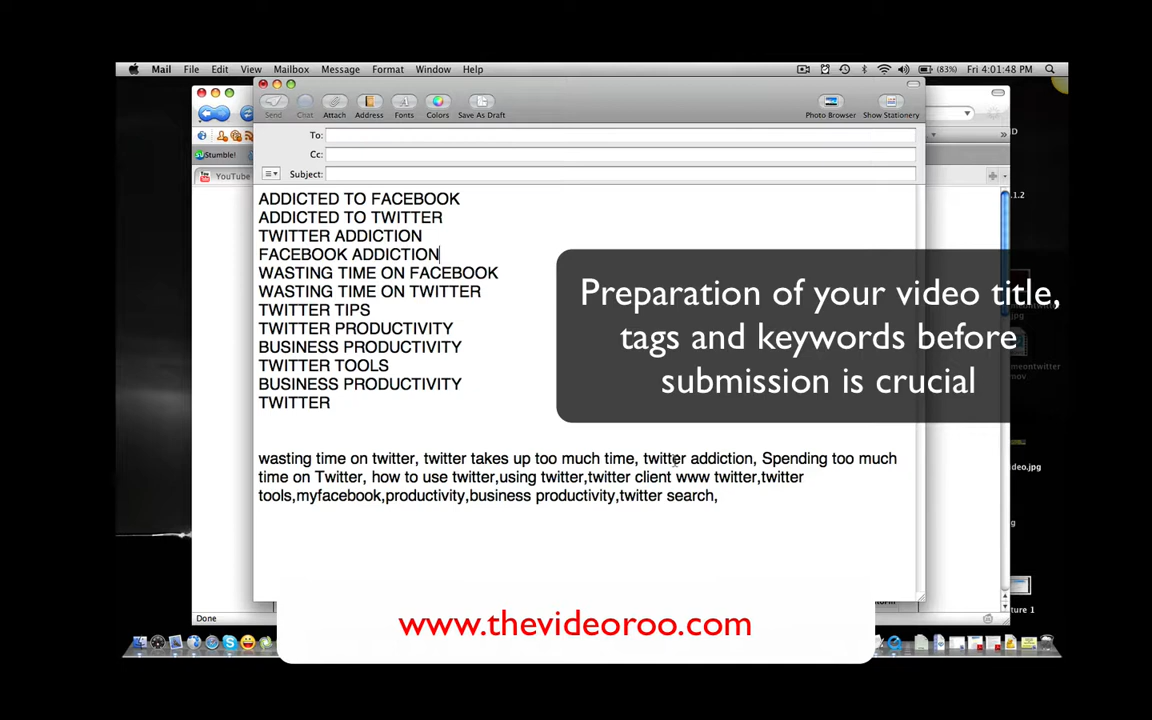 Mail File Edit View Mailbox Message Format Window Help (83%) Fri 4:01:48 PM
Send Chat Attach Address Fonts Colors Save As Draft Photo Browser Show Stationery
To:
Cc:
Subject:
Stumble!
YouTube
ADDICTED TO FACEBOOK
ADDICTED TO TWITTER
TWITTER ADDICTION
FACEBOOK ADDICTION
WASTING TIME ON FACEBOOK
WASTING TIME ON TWITTER
TWITTER TIPS
TWITTER PRODUCTIVITY
BUSINESS PRODUCTIVITY
TWITTER TOOLS
BUSINESS PRODUCTIVITY
TWITTER
Preparation of your video title,
tags and keywords before
submission is crucial
wasting time on twitter, twitter takes up too much time, twitter addiction, Spending too much
time on Twitter, how to use twitter,using twitter,twitter client www twitter,twitter
tools,myfacebook,productivity,business productivity,twitter search,
Done
www.thevideoroo.com